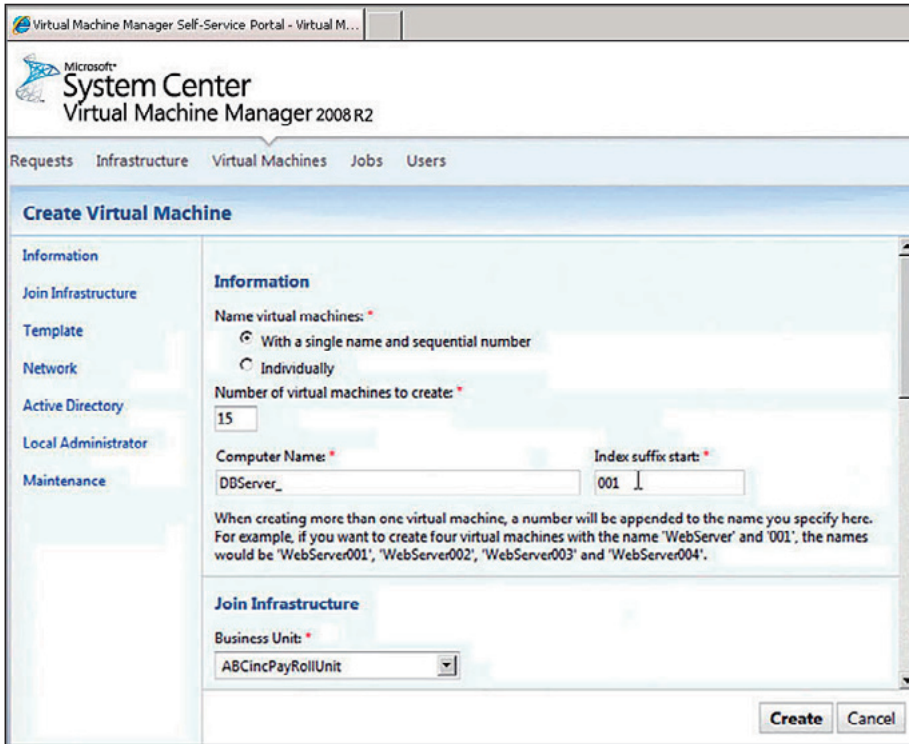 Virtual Machine Manager Self-Service Portal - Virtual M...
Microsoft®
System Center
Virtual Machine Manager 2008 R2
Requests Infrastructure Virtual Machines Jobs Users
Create Virtual Machine
Information
Join Infrastructure
Template
Network
Active Directory
Local Administrator
Maintenance
Information
Name virtual machines: *
With a single name and sequential number
Individually
Number of virtual machines to create: *
15
Computer Name: * Index suffix start: *
DBServer_ 001
When creating more than one virtual machine, a number will be appended to the name you specify here.
For example, if you want to create four virtual machines with the name 'WebServer' and '001', the names
would be 'WebServer001', 'WebServer002', 'WebServer003' and 'WebServer004'.
Join Infrastructure
Business Unit: *
ABCincPayRollUnit
Create Cancel